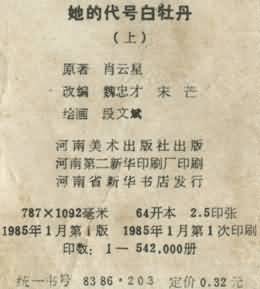 她的代号白牡丹
（上）
原著 肖云星
改编 魏忠才 宋芒
绘画 段文斌
河南美术出版社出版
河南第二新华印刷厂印刷
河南省新华书店发行
787×1092毫米 64开本 2.5印张
1985年1月第1版 1985年1月第1次印刷
印数：1—542,000册
统一书号 8386·203 定价0.32元